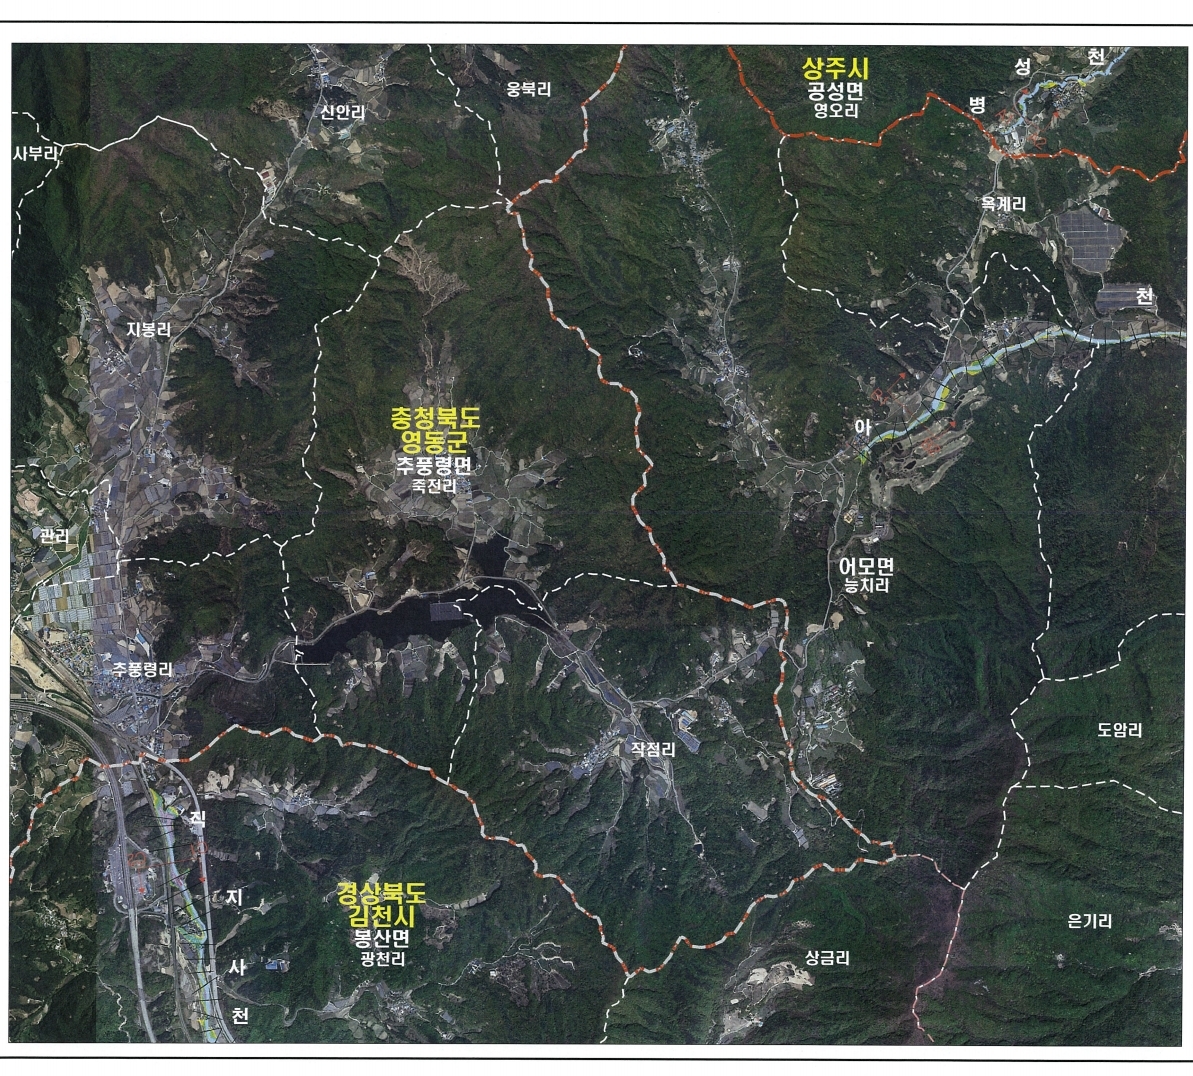 상주시
공성면
영오리
성
천
병
웅북리
신안리
사부리
옥계리
천
지봉리
아
충청북도
영동군
추풍령면
죽전리
관리
어모면
능치리
추풍령리
도암리
작점리
직
지
사
천
경상북도
김천시
봉산면
광천리
상금리
은기리